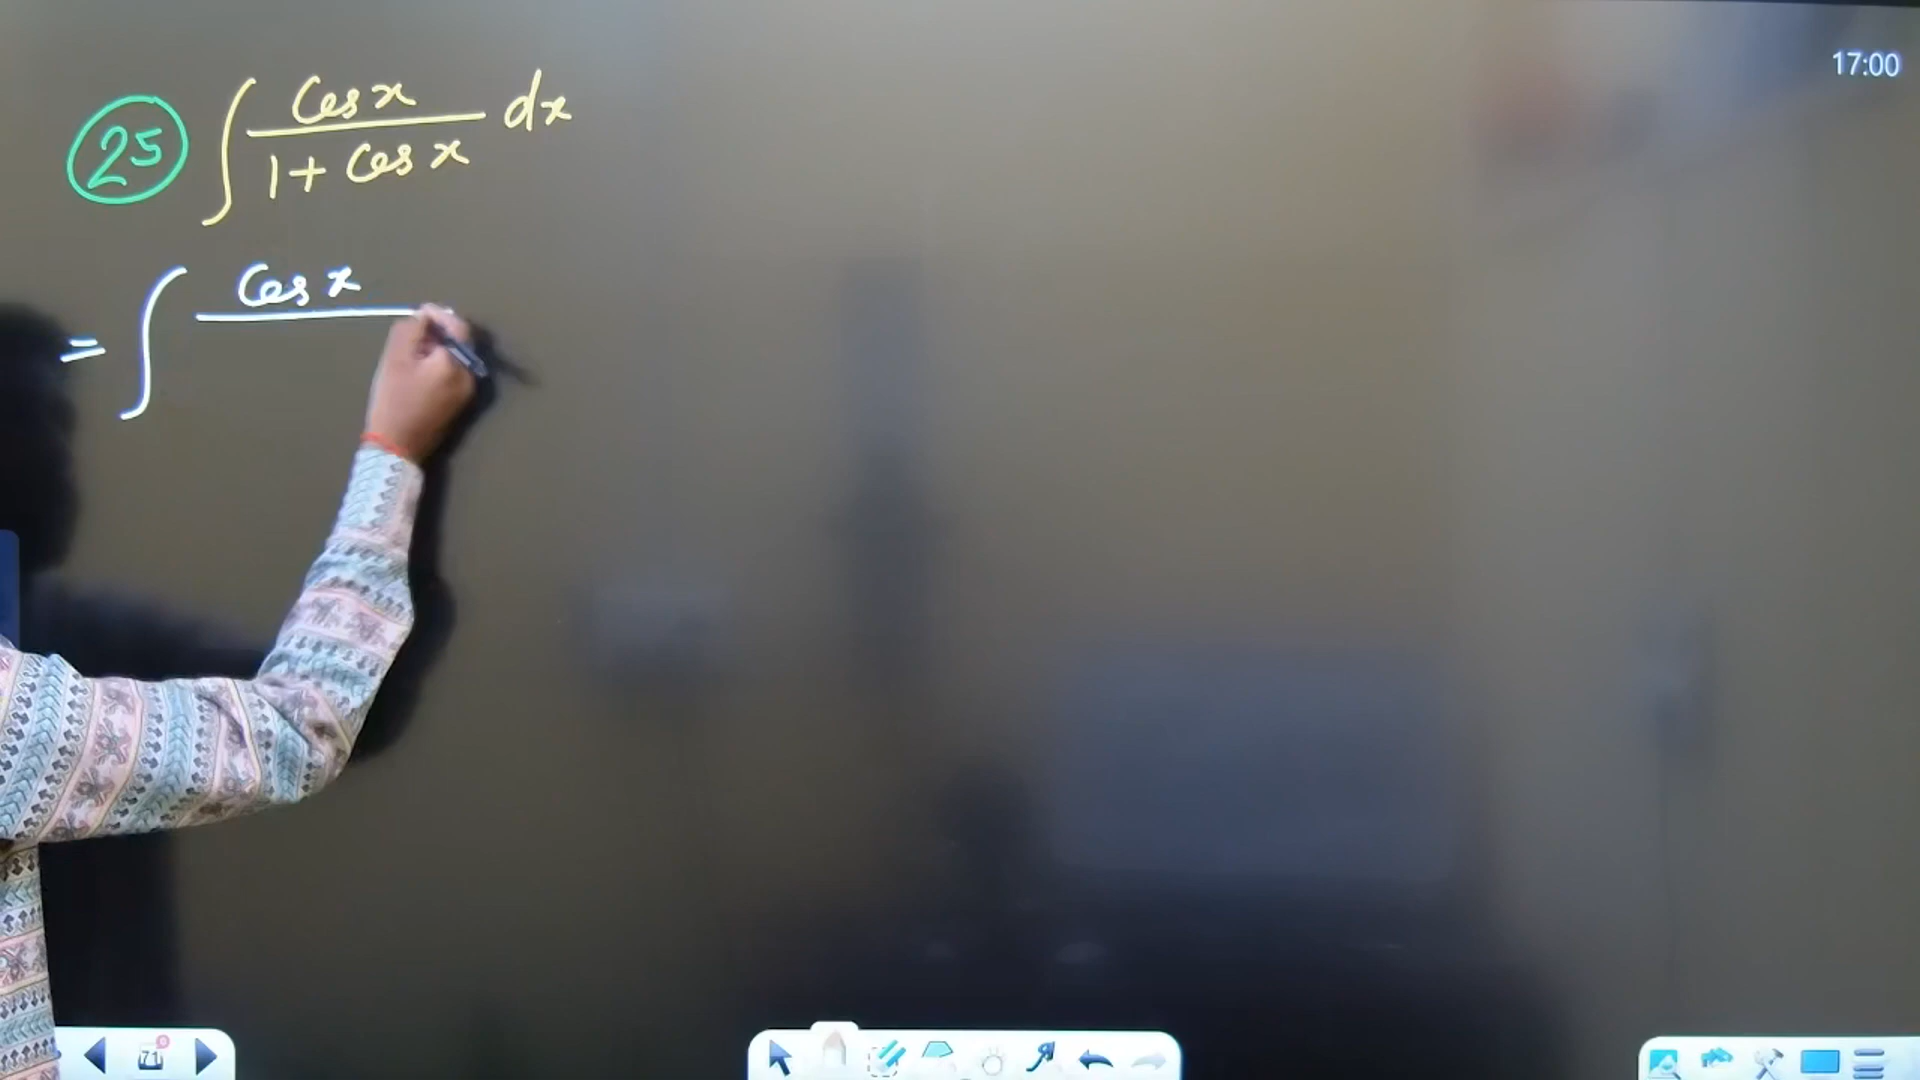 17:00
25 ∫ Cos x / 1 + Cos x dx
= ∫ Cos x
71